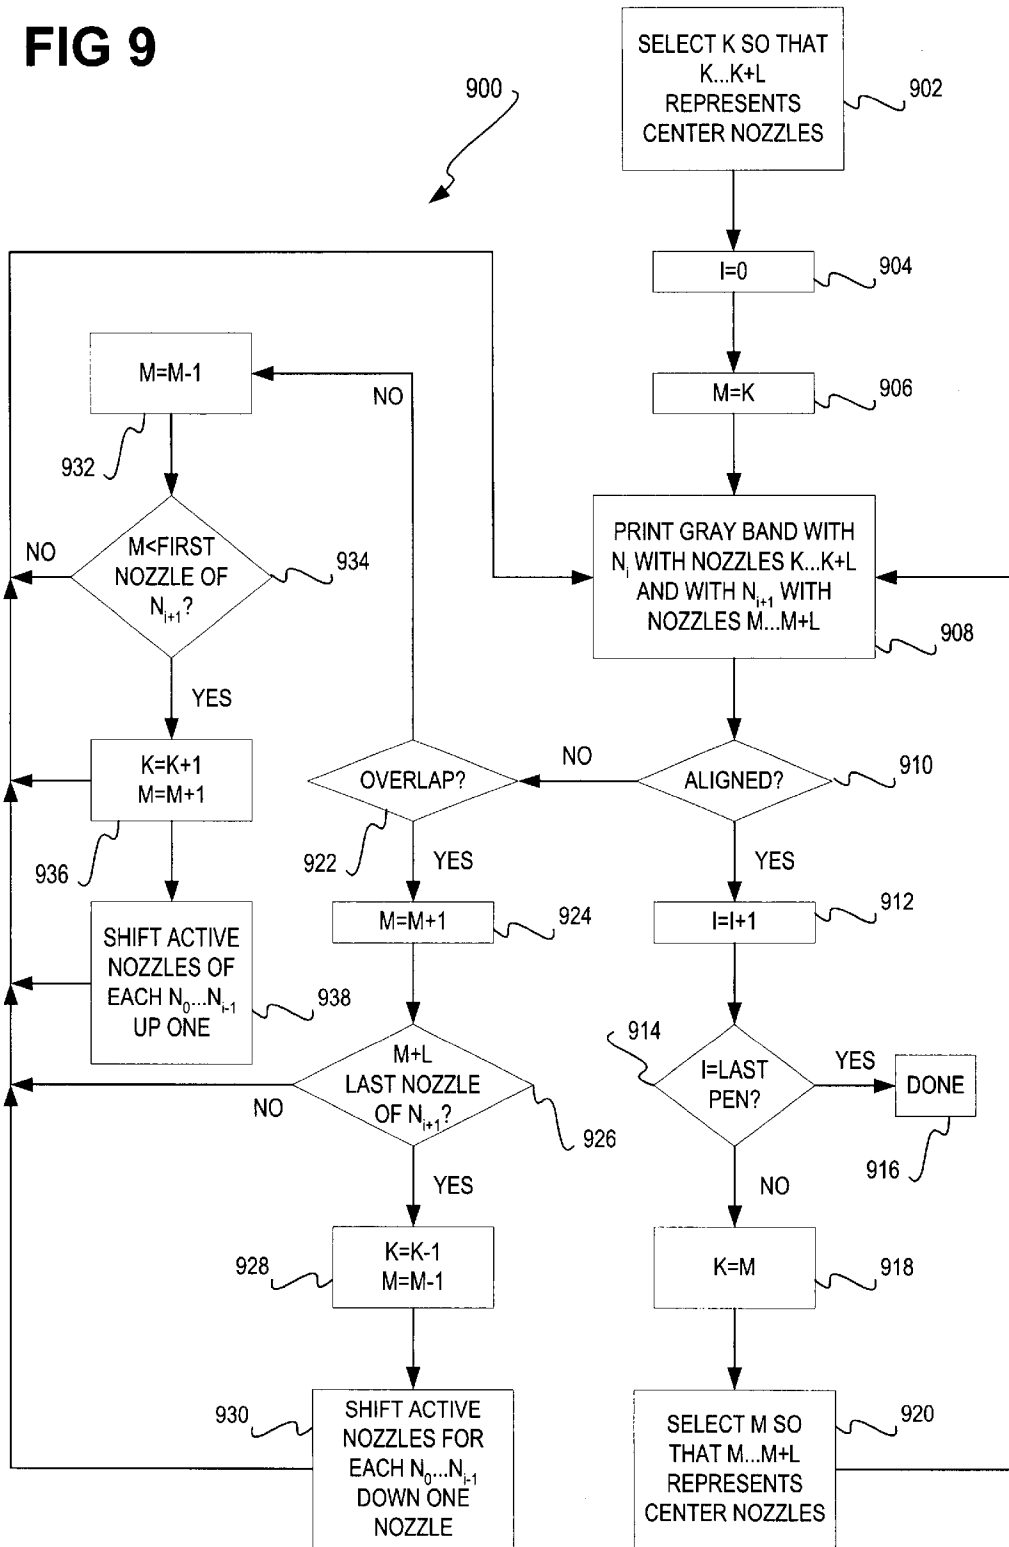 FIG 9
900
SELECT K SO THAT
K...K+L
REPRESENTS
CENTER NOZZLES
902
I=0
904
M=K
906
PRINT GRAY BAND WITH
Ni WITH NOZZLES K...K+L
AND WITH Ni+1 WITH
NOZZLES M...M+L
908
ALIGNED?
910
NO
YES
I=I+1
912
I=LAST
PEN?
914
YES
DONE
916
NO
K=M
918
SELECT M SO
THAT M...M+L
REPRESENTS
CENTER NOZZLES
920
OVERLAP?
922
NO
YES
M=M+1
924
M+L
LAST NOZZLE
OF Ni+1?
926
NO
YES
K=K-1
M=M-1
928
SHIFT ACTIVE
NOZZLES FOR
EACH N0...Ni-1
DOWN ONE
NOZZLE
930
M=M-1
932
M<FIRST
NOZZLE OF
Ni+1?
934
NO
YES
K=K+1
M=M+1
936
SHIFT ACTIVE
NOZZLES OF
EACH N0...Ni-1
UP ONE
938